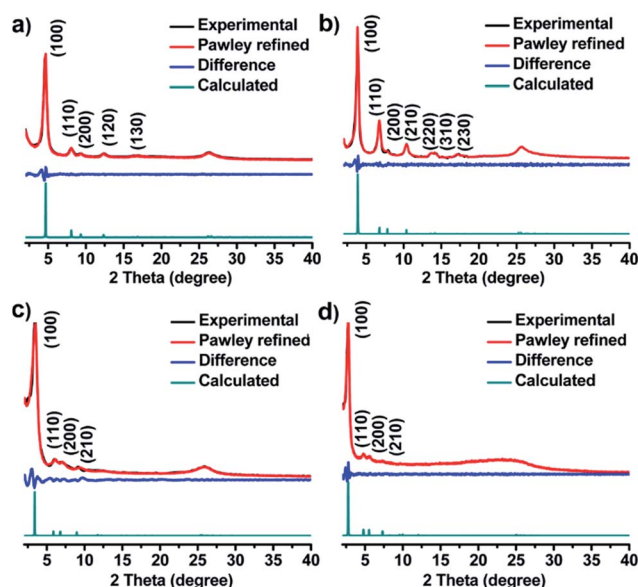 a)
Experimental
Pawley refined
Difference
Calculated
(100)
(110)
(200)
(120)
(130)
5 10 15 20 25 30 35 40
2 Theta (degree)
b)
Experimental
Pawley refined
Difference
Calculated
(100)
(110)
(200)
(210)
(220)
(310)
(230)
5 10 15 20 25 30 35 40
2 Theta (degree)
c)
Experimental
Pawley refined
Difference
Calculated
(100)
(110)
(200)
(210)
5 10 15 20 25 30 35 40
2 Theta (degree)
d)
Experimental
Pawley refined
Difference
Calculated
(100)
(110)
(200)
(210)
5 10 15 20 25 30 35 40
2 Theta (degree)